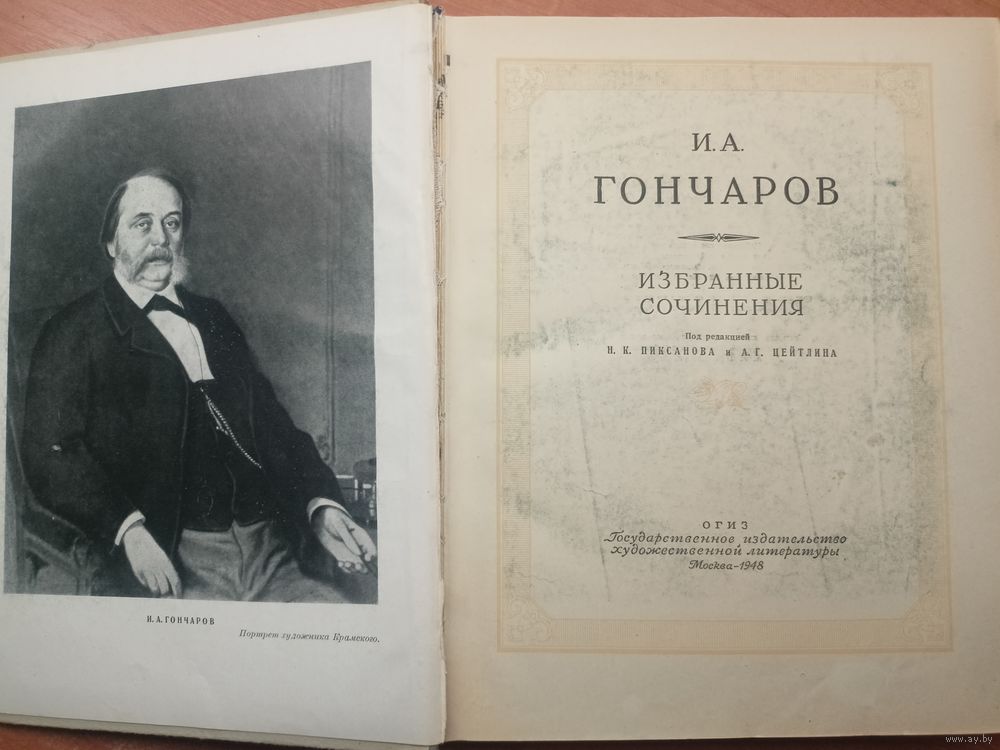 И. А. ГОНЧАРОВ
Портрет художника Крамского.
И. А.
ГОНЧАРОВ
ИЗБРАННЫЕ
СОЧИНЕНИЯ
Под редакцией
Н. К. ПИКСАНОВА и А. Г. ЦЕЙТЛИНА
ОГИЗ
Государственное издательство
художественной литературы
Москва-1948
www.ay.by